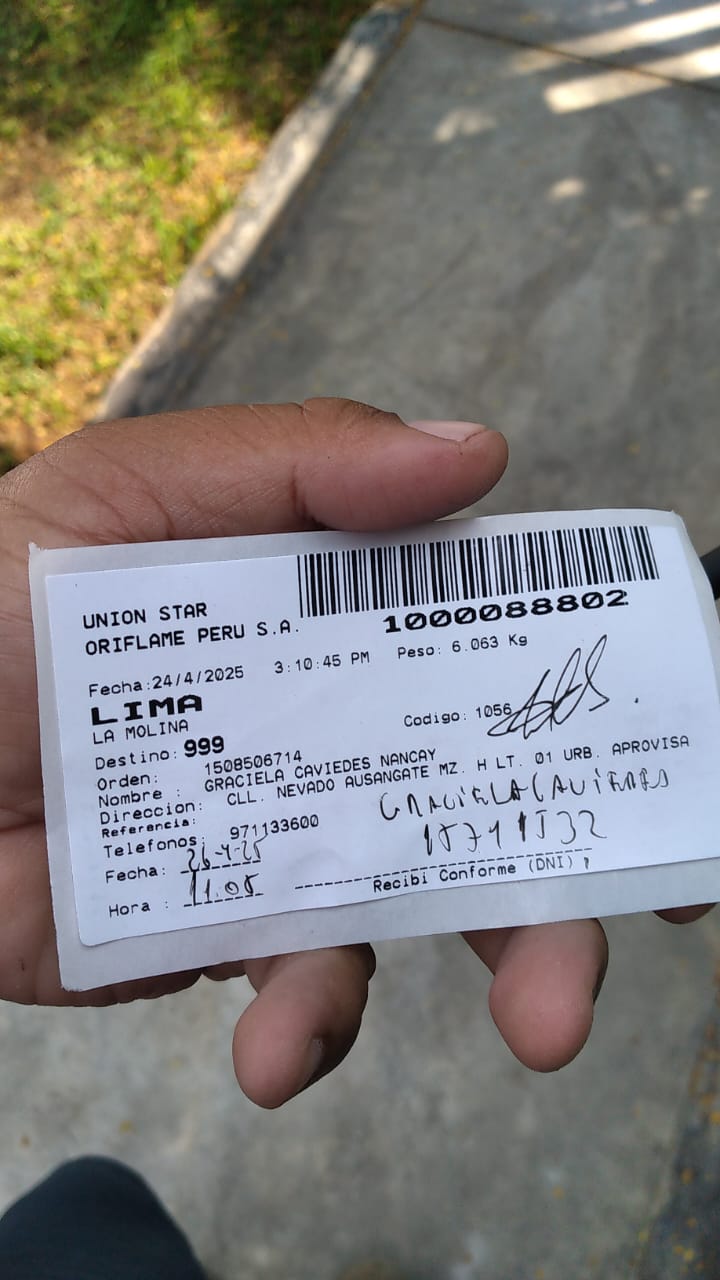 UNION STAR
ORIFLAME PERU S.A.
1000088802
Fecha:24/4/2025 3:10:45 PM Peso: 6.063 Kg
LIMA
LA MOLINA
Codigo: 1056
Destino: 999
Orden: 1508506714
Nombre : GRACIELA CAVIEDES NANCAY
Direccion: CLL. NEVADO AUSANGATE MZ. H LT. 01 URB. APROVISA
Referencia:
Telefonos: 971133600
GRACIELA CAVIEDES
Fecha: 26-4-25
Hora : 11:05
Recibi Conforme (DNI)